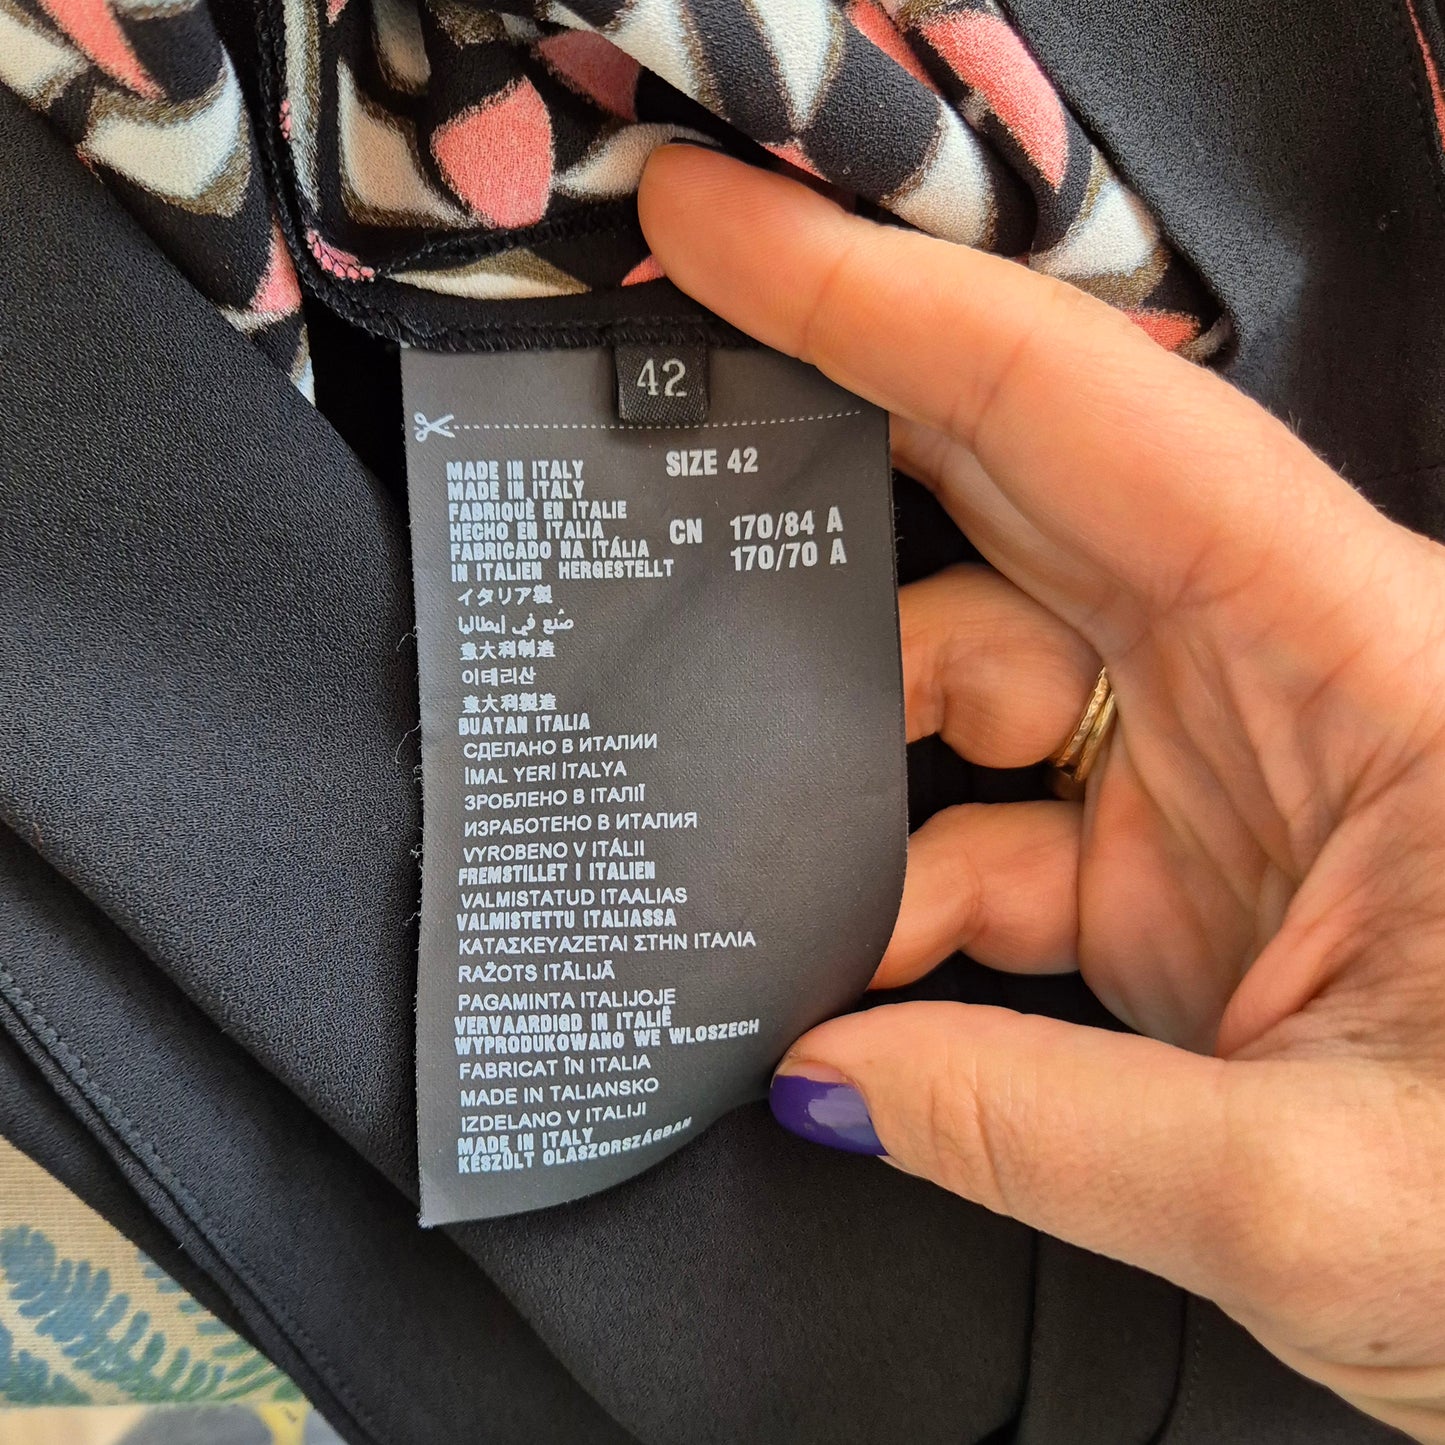 42
SIZE 42
MADE IN ITALY
MADE IN ITALY
FABRIQUÈ EN ITALIE
HECHO EN ITALIA
FABRICADO NA ITÁLIA
IN ITALIEN HERGESTELLT
CN 170/84 A
170/70 A
イタリア製
صنع في إيطاليا
意大利制造
이태리산
意大利製造
BUATAN ITALIA
СДЕЛАНО В ИТАЛИИ
İMAL YERİ İTALYA
ЗРОБЛЕНО В ІТАЛІЇ
ИЗРАБОТЕНО В ИТАЛИЯ
VYROBENO V ITÁLII
FREMSTILLET I ITALIEN
VALMISTATUD ITAALIAS
VALMISTETTU ITALIASSA
ΚΑΤΑΣΚΕΥΑΖΕΤΑΙ ΣΤΗΝ ΙΤΑΛΙΑ
RAŽOTS ITĀLIJĀ
PAGAMINTA ITALIJOJE
VERVAARDIGD IN ITALIË
WYPRODUKOWANO WE WLOSZECH
FABRICAT ÎN ITALIA
MADE IN TALIANSKO
IZDELANO V ITALIJI
MADE IN ITALY
KÉSZÜLT OLASZORSZÁGBAN